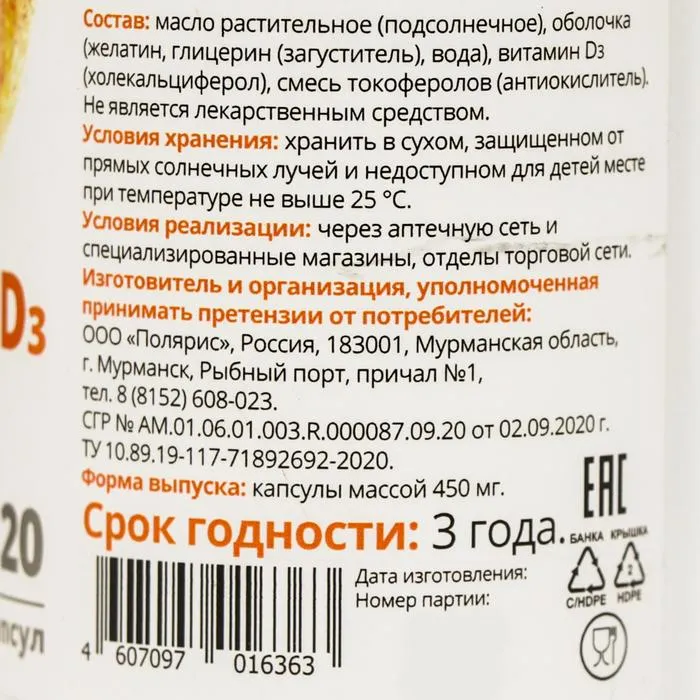 Состав: масло растительное (подсолнечное), оболочка
(желатин, глицерин (загуститель), вода), витамин D3
(холекальциферол), смесь токоферолов (антиокислитель).
Не является лекарственным средством.
Условия хранения: хранить в сухом, защищенном от
прямых солнечных лучей и недоступном для детей месте
при температуре не выше 25 °C.
Условия реализации: через аптечную сеть и
специализированные магазины, отделы торговой сети.
Изготовитель и организация, уполномоченная
принимать претензии от потребителей:
ООО «Полярис», Россия, 183001, Мурманская область,
г. Мурманск, Рыбный порт, причал №1,
тел. 8 (8152) 608-023.
СГР № AM.01.06.01.003.R.000087.09.20 от 02.09.2020 г.
ТУ 10.89.19-117-71892692-2020.
Форма выпуска: капсулы массой 450 мг.
Срок годности: 3 года.
Дата изготовления:
Номер партии:
4 607097 016363
EAC
БАНКА КРЫШКА
2
C/HDPE HDPE
D3
20
псул